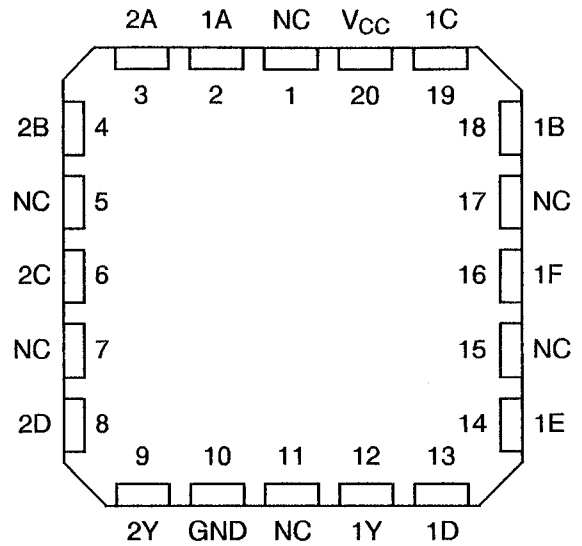 2A 1A NC VCC 1C
3 2 1 20 19
2B 4 18 1B
NC 5 17 NC
2C 6 16 1F
NC 7 15 NC
2D 8 14 1E
9 10 11 12 13
2Y GND NC 1Y 1D